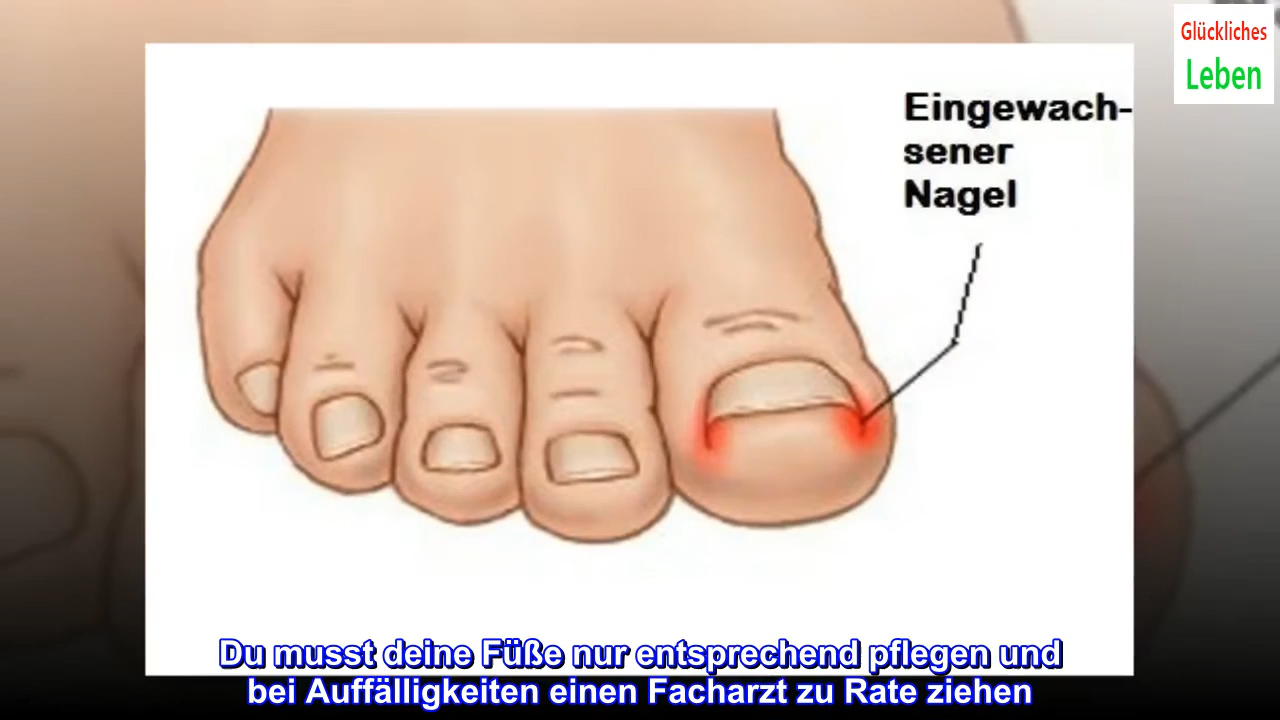 Glückliches
Leben
Eingewach-
sener
Nagel
Du musst deine Füße nur entsprechend pflegen und
bei Auffälligkeiten einen Facharzt zu Rate ziehen